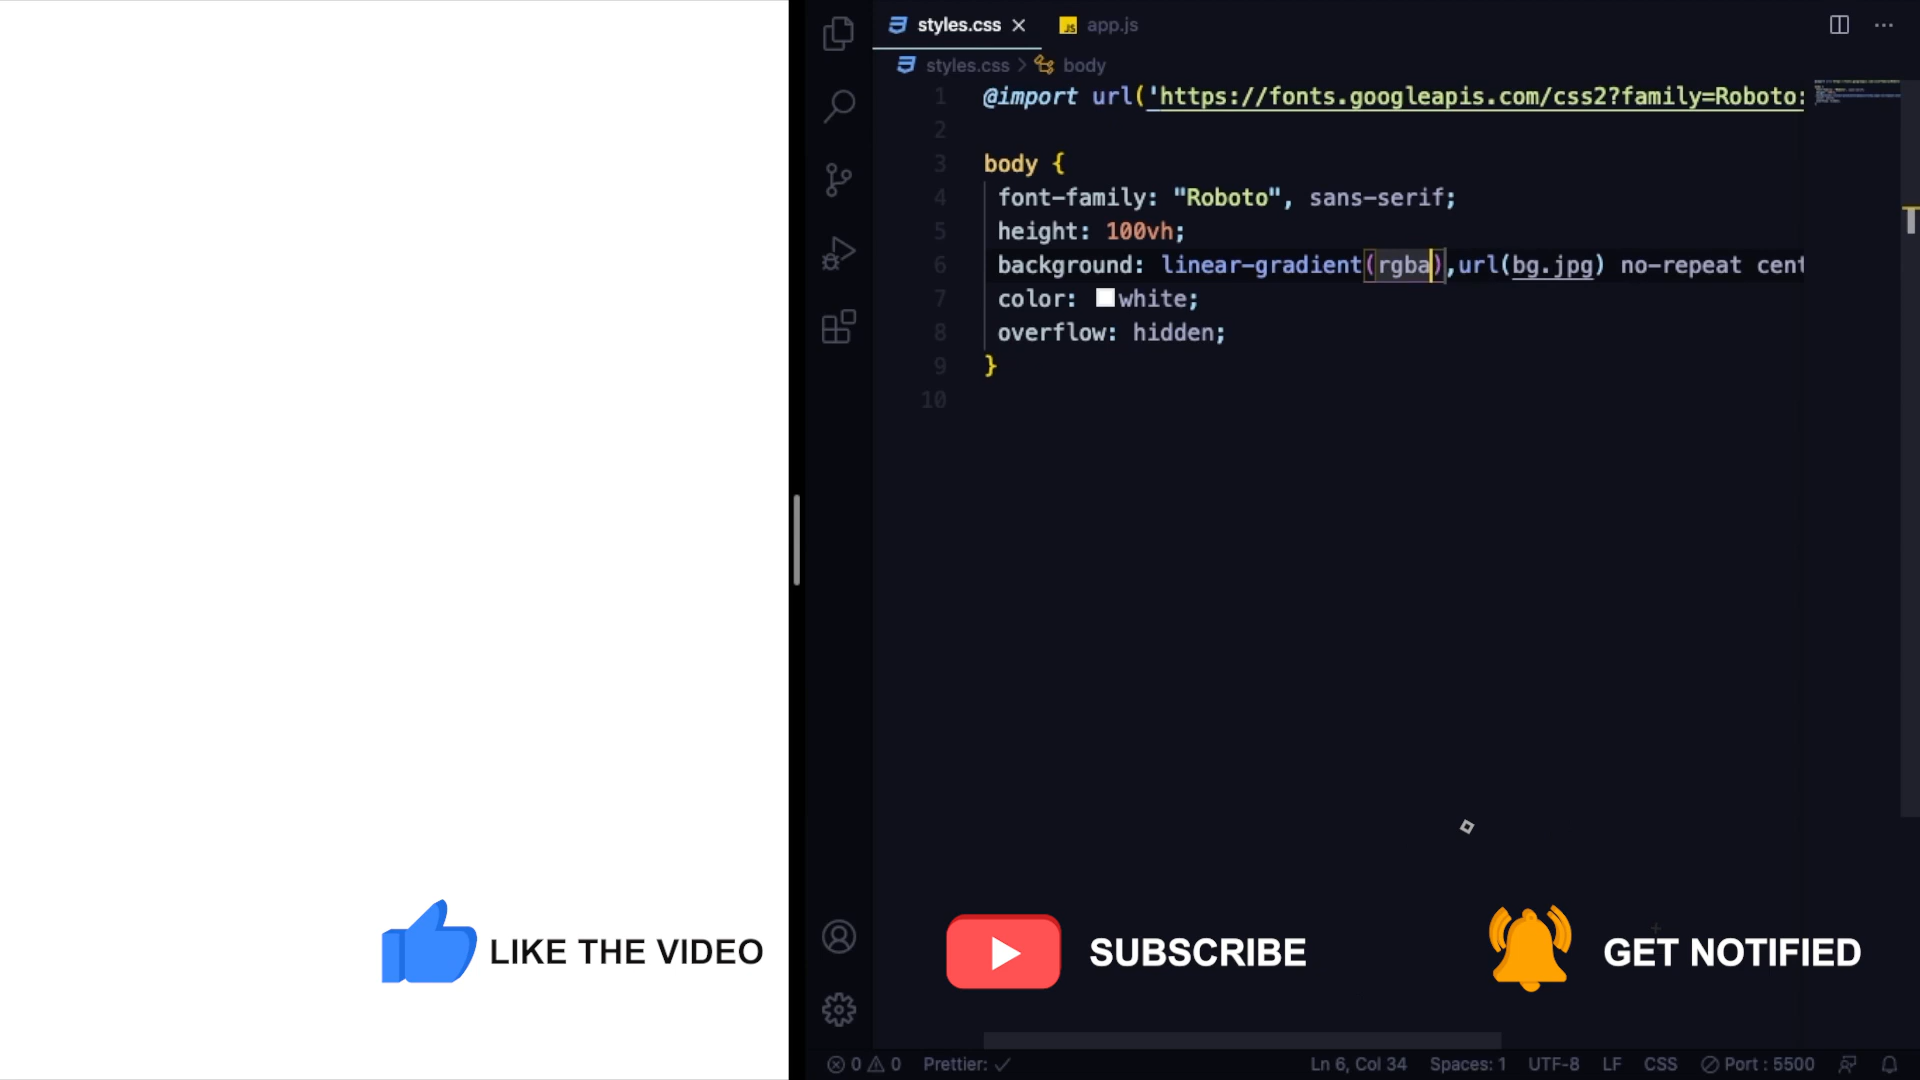 styles.css
JS app.js
styles.css > body
1 @import url('https://fonts.googleapis.com/css2?family=Roboto:
2
3 body {
4 font-family: "Roboto", sans-serif;
5 height: 100vh;
6 background: linear-gradient(rgba),url(bg.jpg) no-repeat cent
7 color: white;
8 overflow: hidden;
9 }
10
LIKE THE VIDEO
SUBSCRIBE
GET NOTIFIED
0 0 Prettier: ✓ Ln 6, Col 34 Spaces: 1 UTF-8 LF CSS Port : 5500